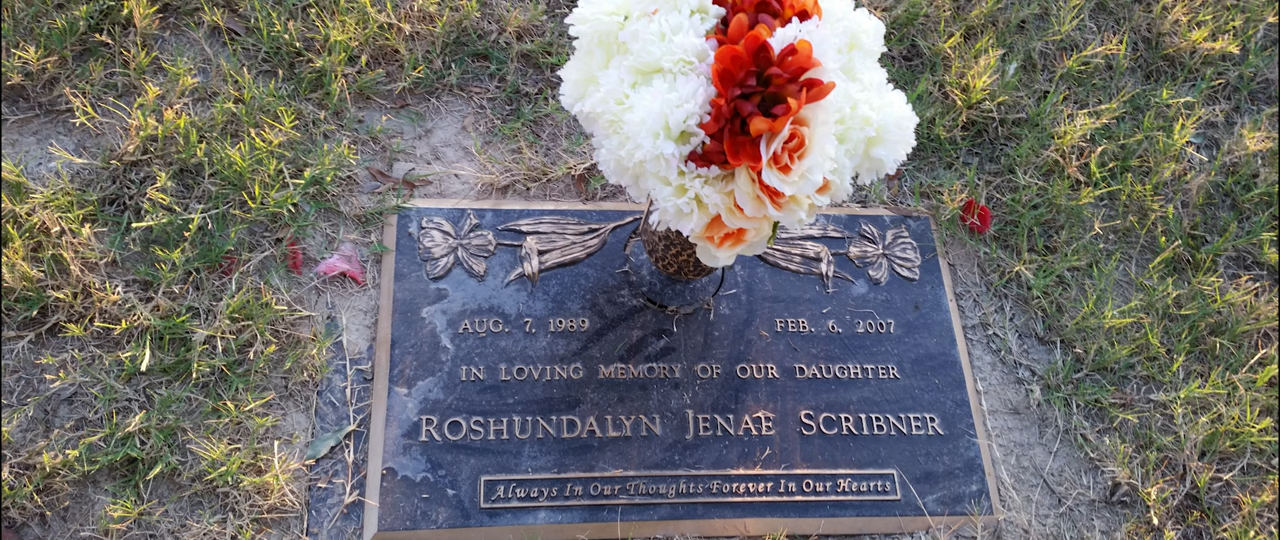 AUG. 7, 1989 FEB. 6, 2007
IN LOVING MEMORY OF OUR DAUGHTER
ROSHUNDALYN JENAÉ SCRIBNER
Always In Our Thoughts Forever In Our Hearts